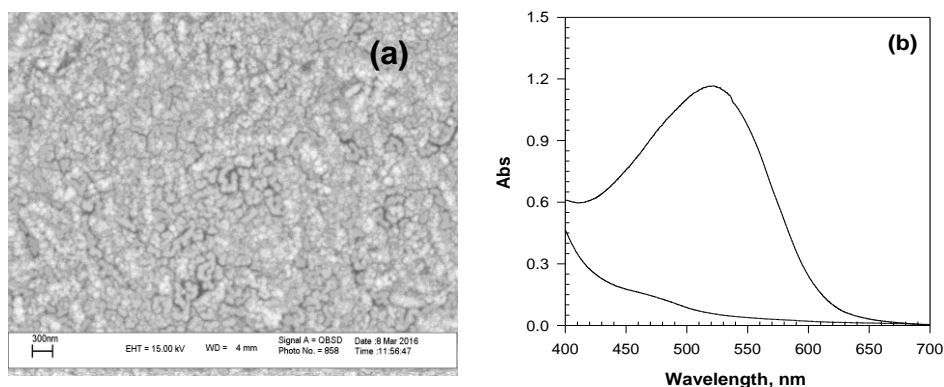 (a)
300nm
EHT = 15.00 kV
WD = 4 mm
Signal A = QBSD
Photo No. = 858
Date :8 Mar 2016
Time :11:56:47
(b)
Abs
1.5
1.2
0.9
0.6
0.3
0.0
400 450 500 550 600 650 700
Wavelength, nm